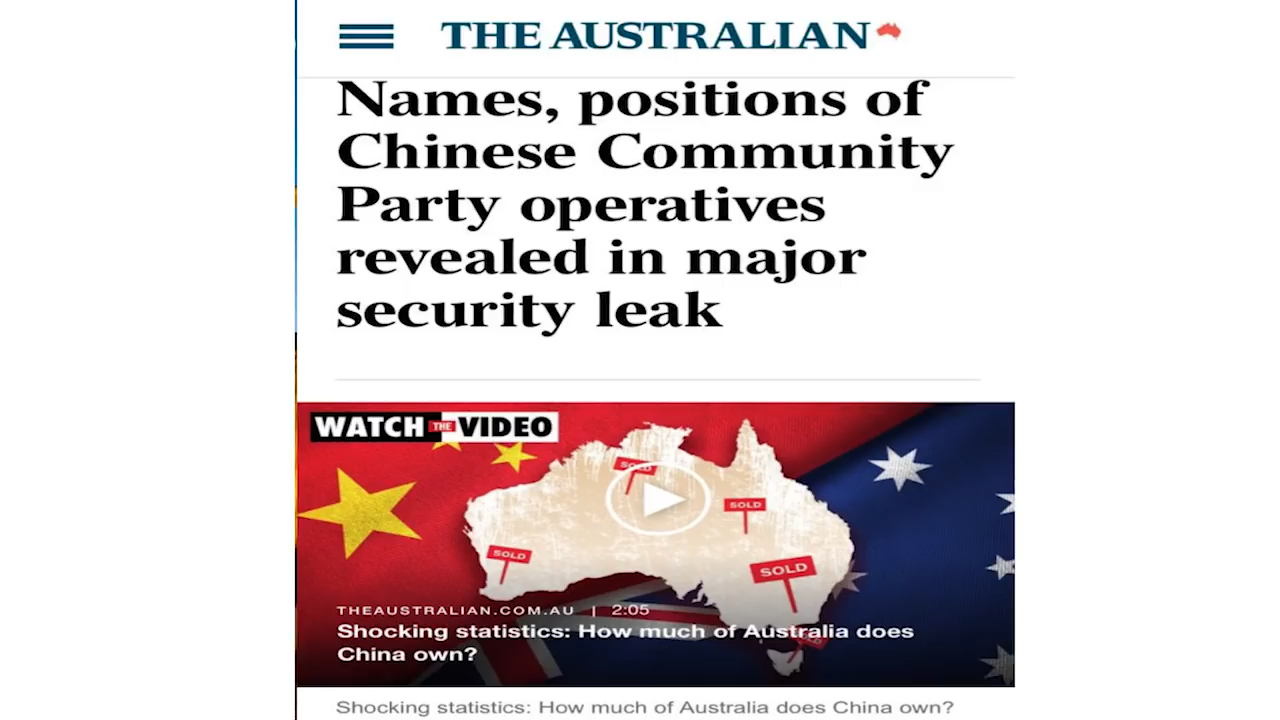 THE AUSTRALIAN
Names, positions of
Chinese Community
Party operatives
revealed in major
security leak
WATCH THE VIDEO
SOLD
SOLD
SOLD
SOLD
SOLD
THEAUSTRALIAN.COM.AU | 2:05
Shocking statistics: How much of Australia does
China own?
Shocking statistics: How much of Australia does China own?